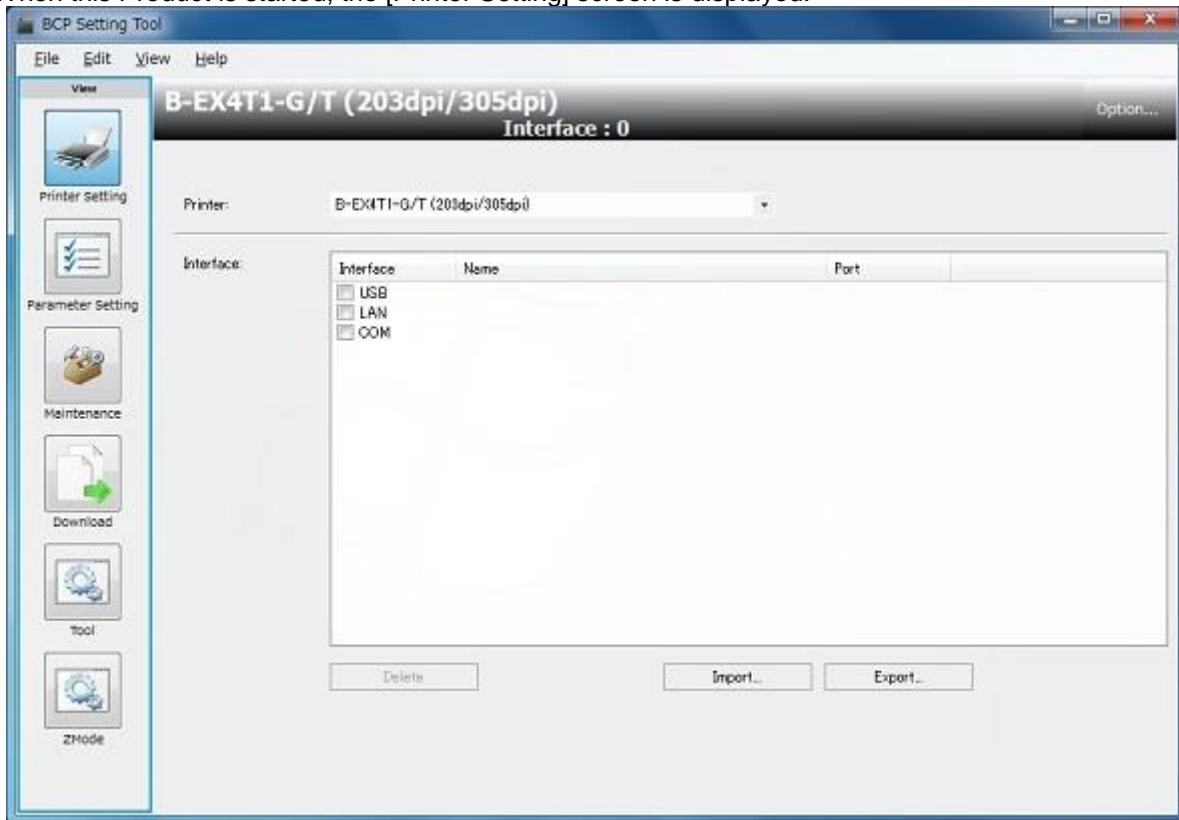 When this Product is started, the [Printer Setting] screen is displayed.
BCP Setting Tool
File Edit View Help
View
B-EX4T1-G/T (203dpi/305dpi)
Interface : 0
Option...
Printer Setting
Printer:
B-EX4T1-G/T (203dpi/305dpi)
Interface:
Interface Name Port
USB
LAN
COM
Parameter Setting
Maintenance
Download
Tool
ZMode
Delete
Import...
Export...